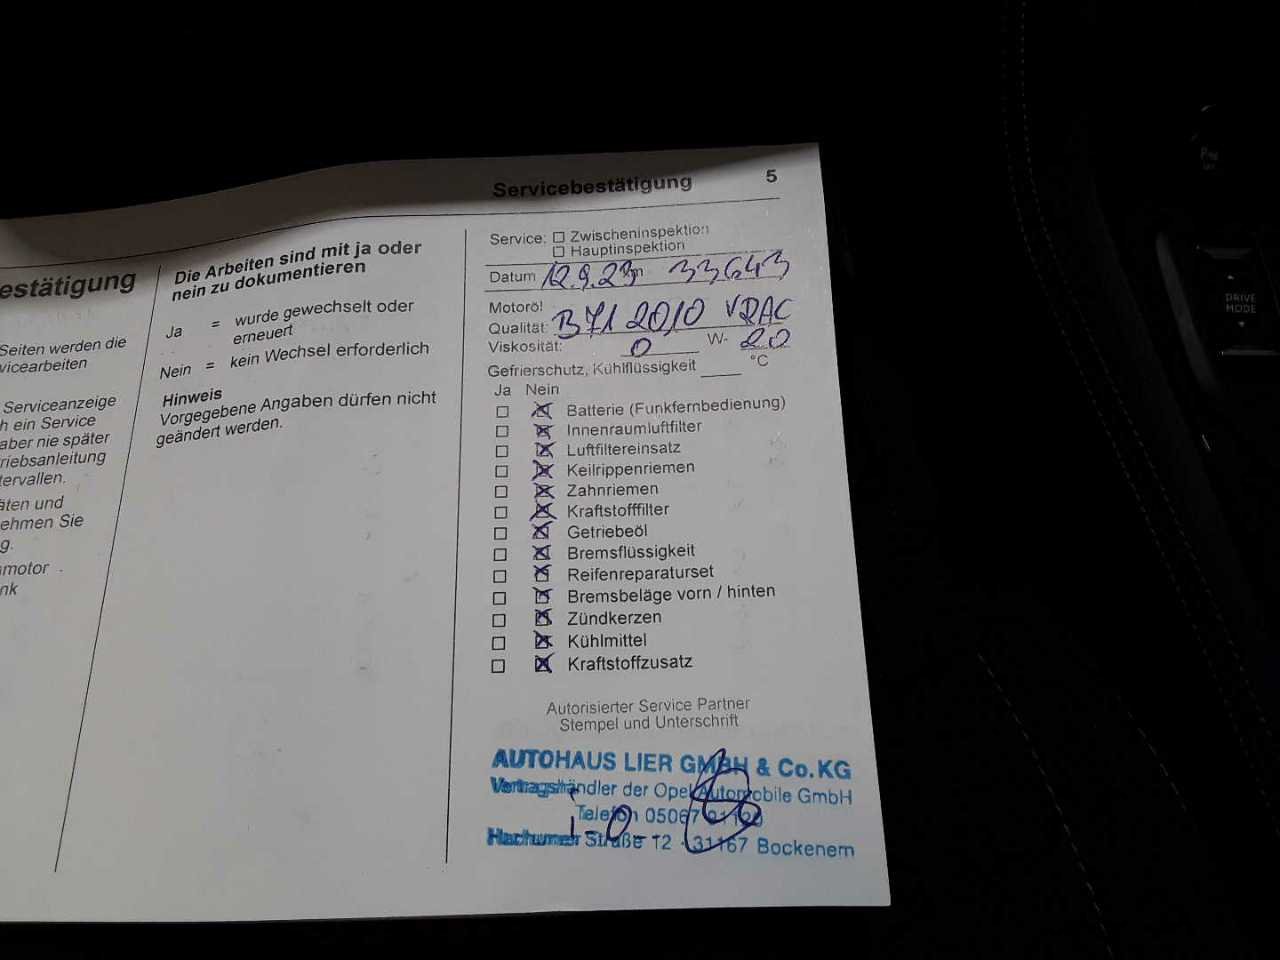 Servicebestätigung 5
estätigung
Seiten werden die
vicearbeiten
Serviceanzeige
h ein Service
aber nie später
riebsanleitung
tervallen.
äten und
ehmen Sie
g.
motor
nk
Die Arbeiten sind mit ja oder
nein zu dokumentieren
Ja = wurde gewechselt oder
erneuert
Nein = kein Wechsel erforderlich
Hinweis
Vorgegebene Angaben dürfen nicht
geändert werden.
Service: Zwischeninspektion
Hauptinspektion
Datum 12.9.23 km 33643
Motoröl
Qualität: B71 2010 VRAC
Viskosität: 0 W- 20
Gefrierschutz, Kühlflüssigkeit °C
Ja Nein
Batterie (Funkfernbedienung)
Innenraumluftfilter
Luftfiltereinsatz
Keilrippenriemen
Zahnriemen
Kraftstofffilter
Getriebeöl
Bremsflüssigkeit
Reifenreparaturset
Bremsbeläge vorn / hinten
Zündkerzen
Kühlmittel
Kraftstoffzusatz
Autorisierter Service Partner
Stempel und Unterschrift
AUTOHAUS LIER GMBH & Co. KG
Vertragshändler der Opel Automobile GmbH
Telefon 05067
Straße 12 · 31167 Bockenem
DRIVE
MODE